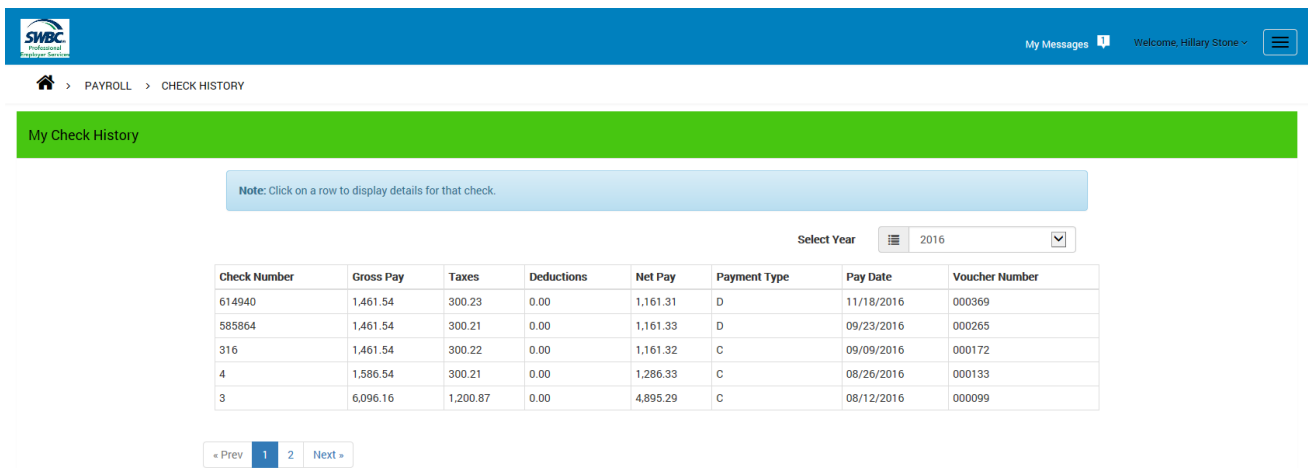 SWBC
Professional
Employer Services
My Messages 1 Welcome, Hillary Stone
> PAYROLL > CHECK HISTORY
My Check History
Note: Click on a row to display details for that check.
Select Year 2016
Check Number Gross Pay Taxes Deductions Net Pay Payment Type Pay Date Voucher Number
614940 1,461.54 300.23 0.00 1,161.31 D 11/18/2016 000369
585864 1,461.54 300.21 0.00 1,161.33 D 09/23/2016 000265
316 1,461.54 300.22 0.00 1,161.32 C 09/09/2016 000172
4 1,586.54 300.21 0.00 1,286.33 C 08/26/2016 000133
3 6,096.16 1,200.87 0.00 4,895.29 C 08/12/2016 000099
« Prev 1 2 Next »